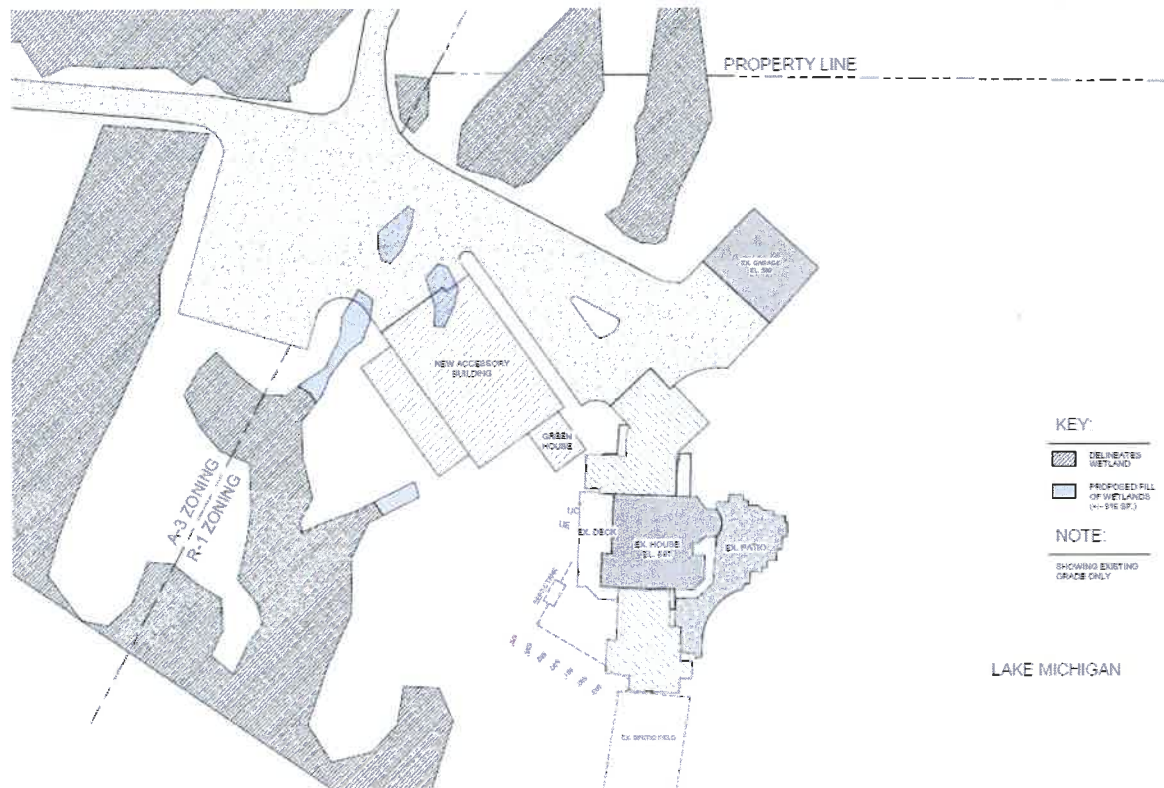 PROPERTY LINE
EX. GARAGE
NEW ACCESSORY
BUILDING
GREEN
HOUSE
A-3 ZONING
R-1 ZONING
EX. DECK
EX. HOUSE
EX. PATIO
EX. SEPTIC FIELD
KEY:
DELINEATES
WETLAND
PROPOSED FILL
OF WETLANDS
NOTE:
SHOWING EXISTING
GRADE ONLY
LAKE MICHIGAN